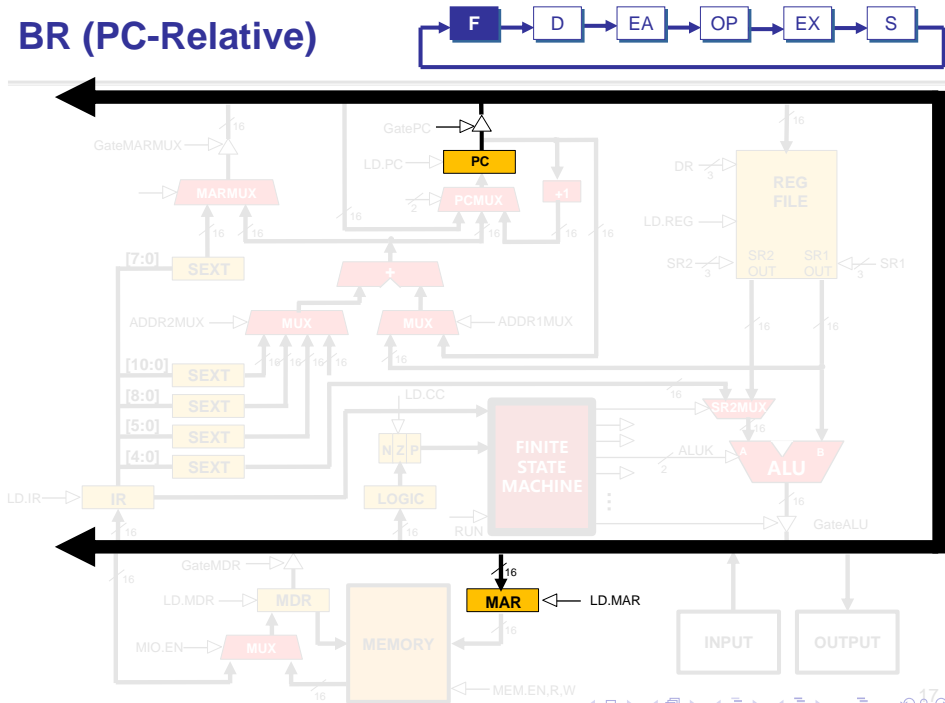 BR (PC-Relative)
F D EA OP EX S
16
16
GatePC
GateMARMUX
LD.PC
PC
DR
3
REG
FILE
MARMUX
2
PCMUX
+1
LD.REG
16
16
16
16
16
16
16
[7:0]
SEXT
+
SR2
3
SR2
OUT
SR1
OUT
3
SR1
ADDR2MUX
MUX
MUX
ADDR1MUX
16
16
[10:0]
SEXT
16
16
16
16
16
[8:0]
SEXT
LD.CC
16
SR2MUX
[5:0]
SEXT
16
N Z P
FINITE
STATE
MACHINE
ALUK
2
A
B
ALU
[4:0]
SEXT
LD.IR
IR
LOGIC
16
16
16
RUN
GateALU
GateMDR
16
16
LD.MDR
MDR
MAR
LD.MAR
16
MIO.EN
MUX
MEMORY
INPUT
OUTPUT
16
MEM.EN,R,W
17